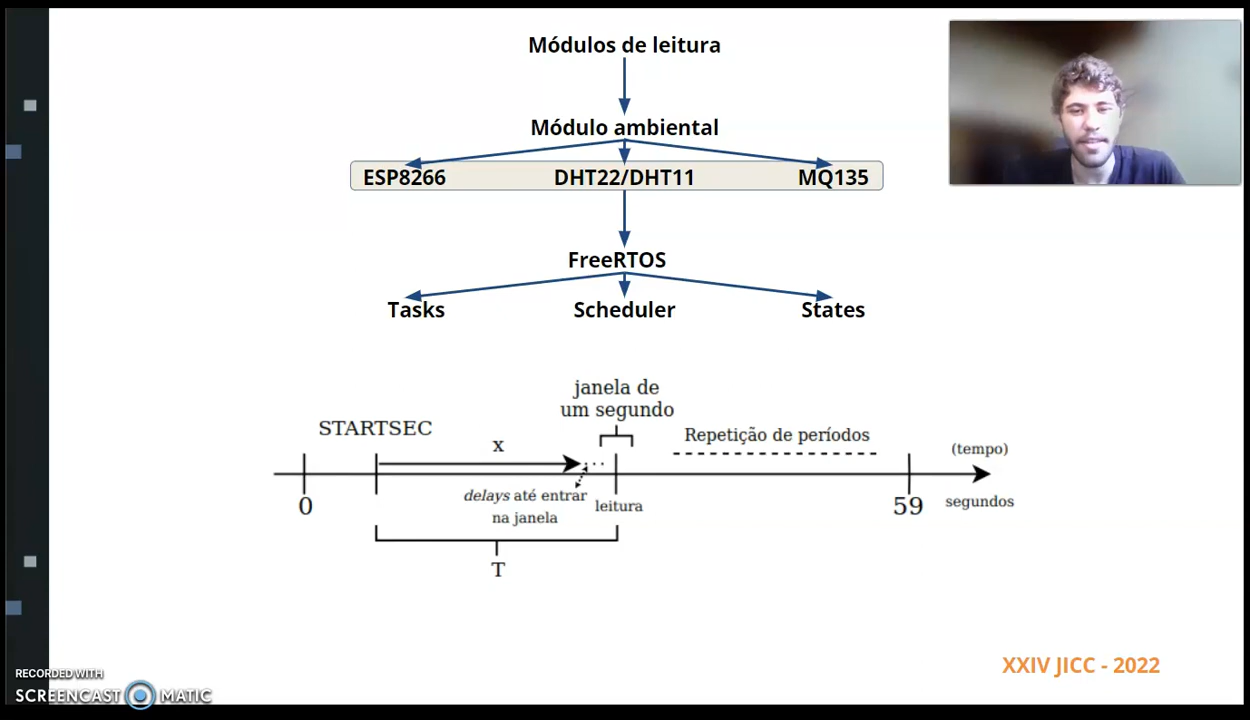 Módulos de leitura
Módulo ambiental
ESP8266 DHT22/DHT11 MQ135
FreeRTOS
Tasks Scheduler States
janela de
um segundo
STARTSEC
x
Repetição de períodos
(tempo)
delays até entrar
na janela
leitura
0
59
segundos
T
XXIV JICC - 2022
RECORDED WITH
SCREENCAST MATIC